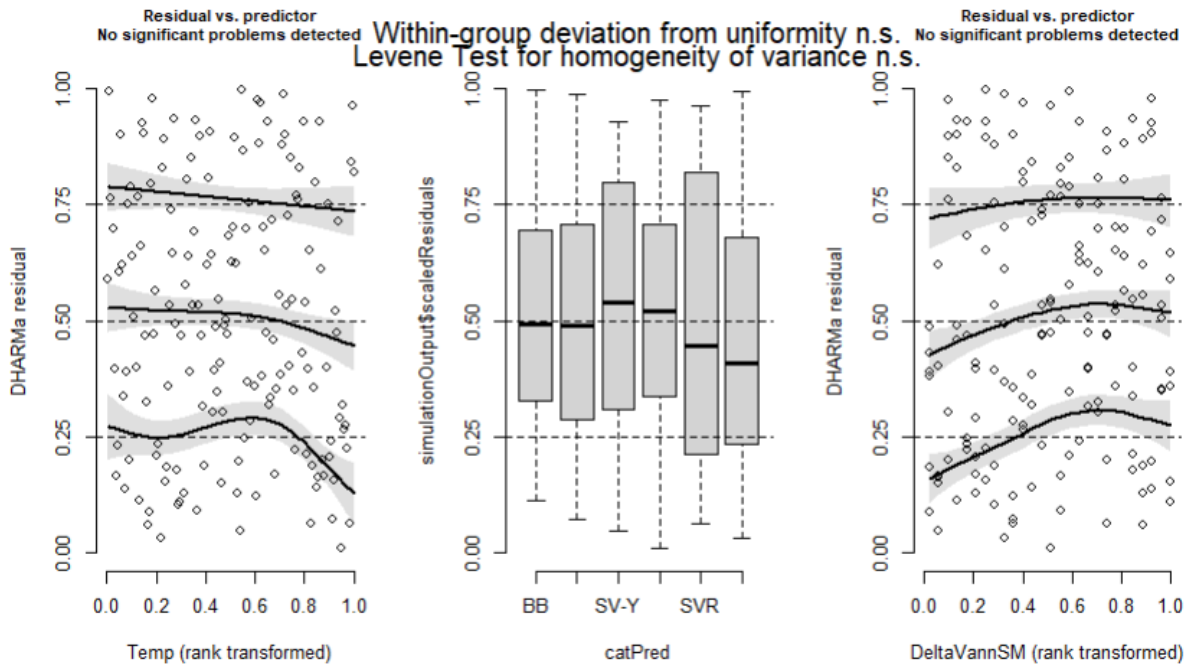 Residual vs. predictor
No significant problems detected
Within-group deviation from uniformity n.s.
Levene Test for homogeneity of variance n.s.
Residual vs. predictor
No significant problems detected
DHARMa residual
1.00
0.75
0.50
0.25
0.00
0.0 0.2 0.4 0.6 0.8 1.0
Temp (rank transformed)
simulationOutput$scaledResiduals
1.00
0.75
0.50
0.25
0.00
BB SV-Y SVR
catPred
DHARMa residual
1.00
0.75
0.50
0.25
0.00
0.0 0.2 0.4 0.6 0.8 1.0
DeltaVannSM (rank transformed)